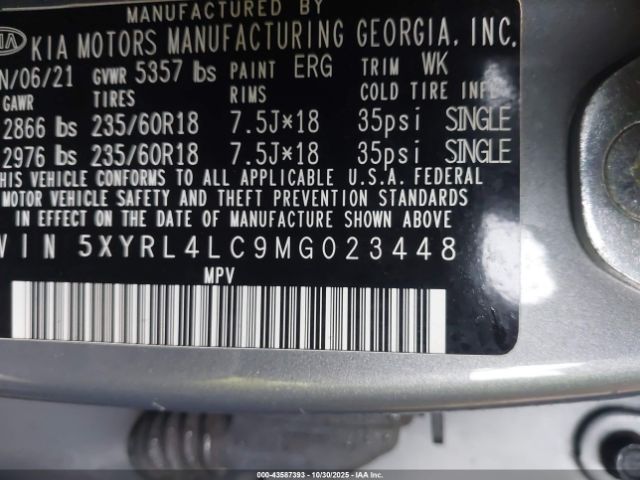 MANUFACTURED BY
KIA KIA MOTORS MANUFACTURING GEORGIA, INC.
N/06/21 GVWR 5357 lbs PAINT ERG TRIM WK
GAWR TIRES RIMS COLD TIRE INF
2866 lbs 235/60R18 7.5J×18 35psi SINGLE
2976 lbs 235/60R18 7.5J×18 35psi SINGLE
THIS VEHICLE CONFORMS TO ALL APPLICABLE U.S.A. FEDERAL
MOTOR VEHICLE SAFETY AND THEFT PREVENTION STANDARDS
IN EFFECT ON THE DATE OF MANUFACTURE SHOWN ABOVE
VIN 5XYRL4LC9MG023448
MPV
000-43587393 - 10/30/2025 - COPYRIGHT © IAA, LLC.